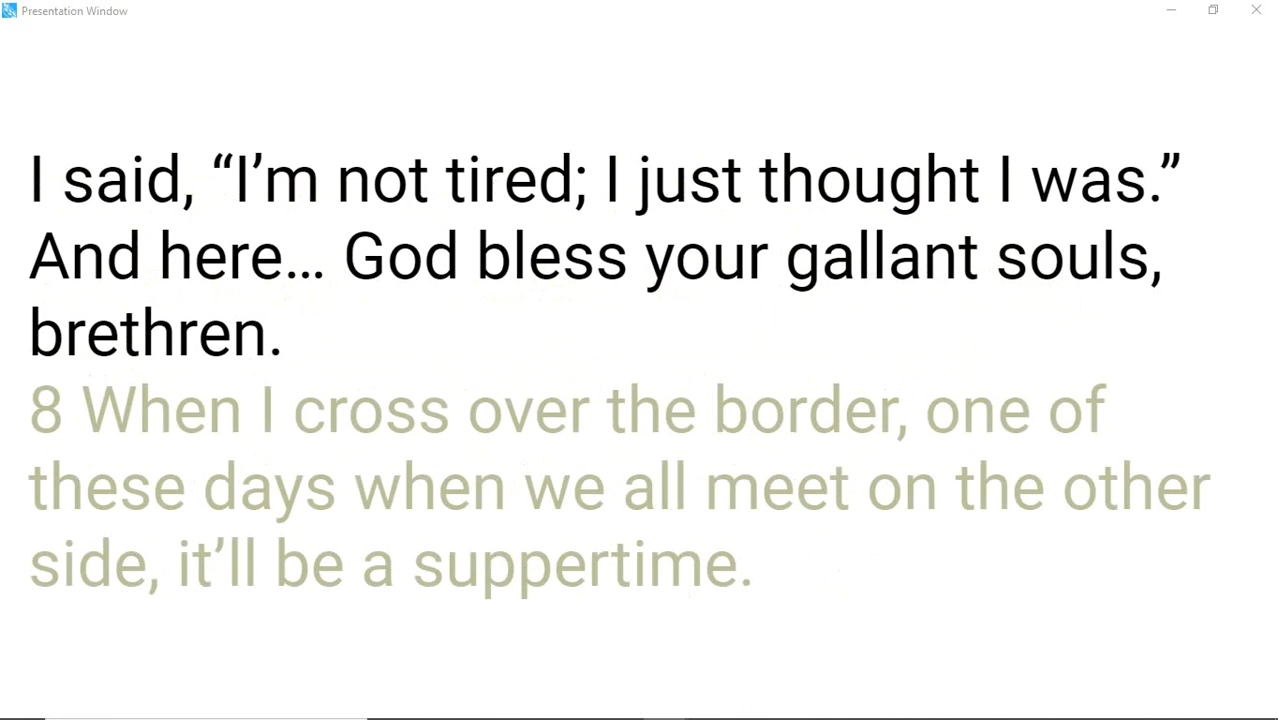 Presentation Window
I said, “I’m not tired; I just thought I was.”
And here… God bless your gallant souls,
brethren.
8 When I cross over the border, one of
these days when we all meet on the other
side, it’ll be a suppertime.